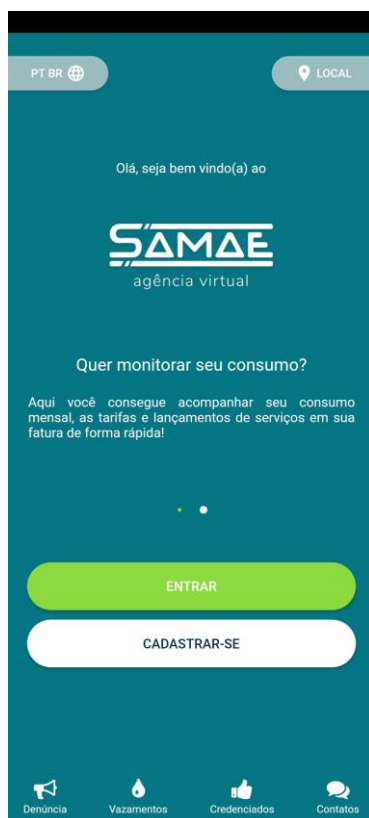 PT BR
LOCAL
Olá, seja bem vindo(a) ao
SAMAE
agência virtual
Quer monitorar seu consumo?
Aqui você consegue acompanhar seu consumo
mensal, as tarifas e lançamentos de serviços em sua
fatura de forma rápida!
ENTRAR
CADASTRAR-SE
Denúncia
Vazamentos
Credenciados
Contatos